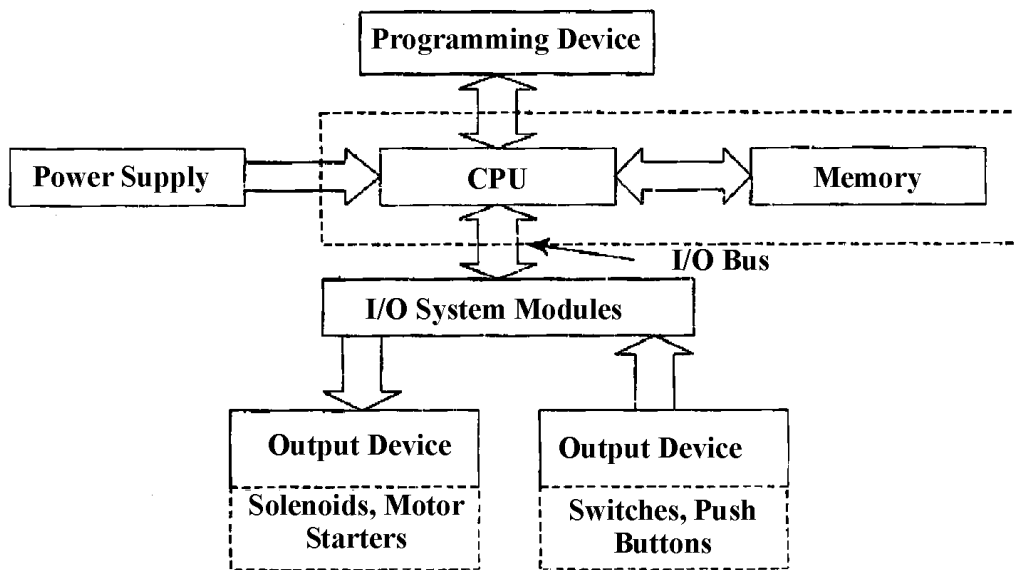 Programming Device
Power Supply
CPU
Memory
I/O Bus
I/O System Modules
Output Device
Solenoids, Motor
Starters
Output Device
Switches, Push
Buttons